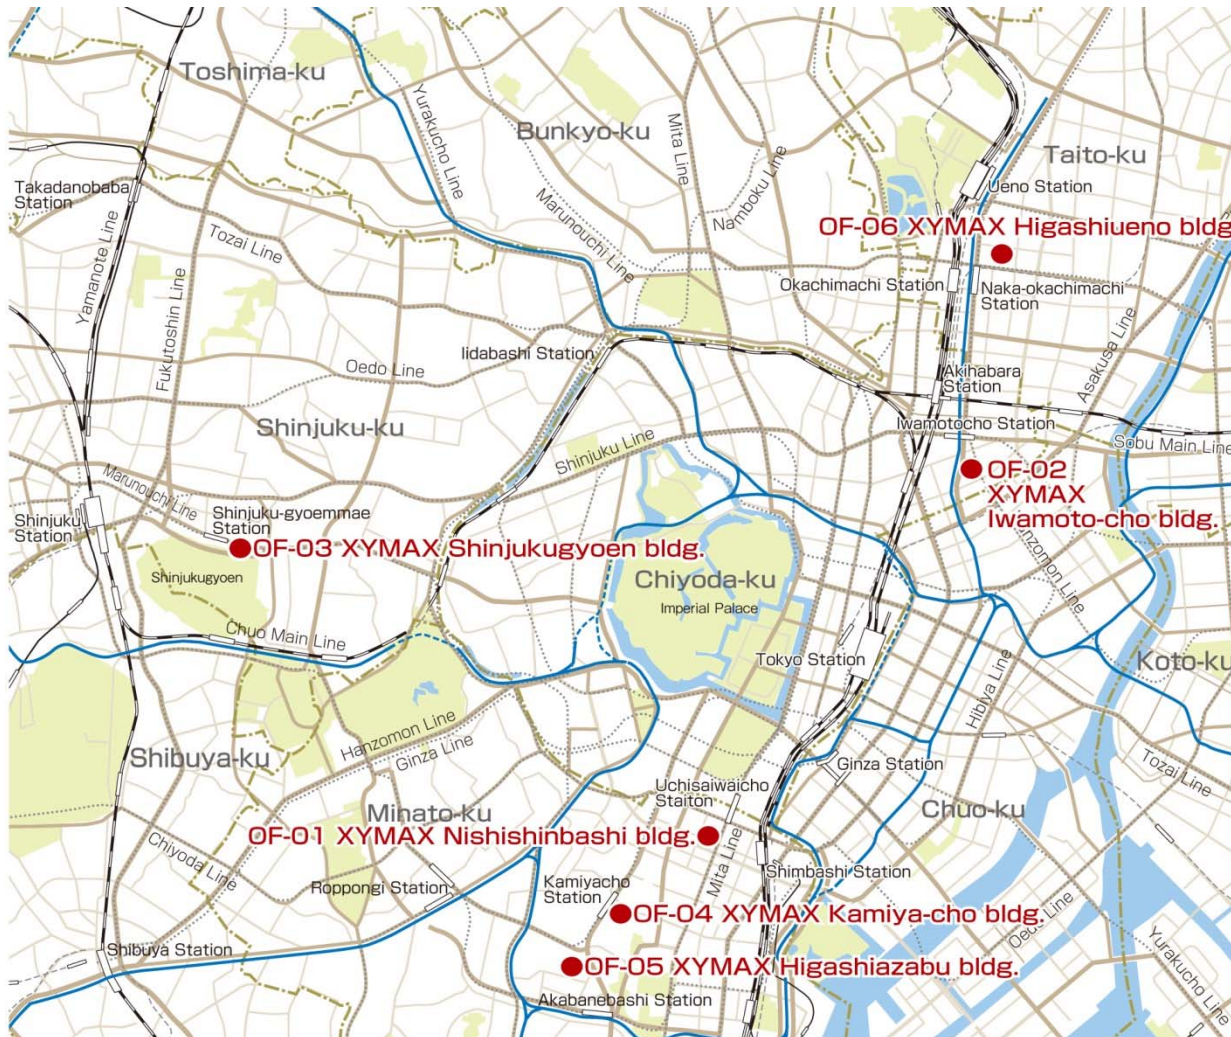 Toshima-ku
Yurakucho Line
Bunkyo-ku
Mita Line
Namboku Line
Taito-ku
Ueno Station
Takadanobaba
Station
Yamanote Line
Tozai Line
Fukutoshin Line
Marunouchi Line
OF-06 XYMAX Higashiueno bldg
Okachimachi Station
Naka-okachimachi
Station
Asakusa Line
Iidabashi Station
Oedo Line
Akihabara
Station
Iwamotocho Station
Sobu Main Line
Shinjuku-ku
Shinjuku Line
Marunouchi Line
OF-02
XYMAX
Iwamoto-cho bldg.
Hanzomon Line
Shinjuku
Station
Shinjuku-gyoemmae
Station
OF-03 XYMAX Shinjukugyoen bldg.
Shinjukugyoen
Chiyoda-ku
Imperial Palace
Chuo Main Line
Tokyo Station
Koto-ku
Hibiya Line
Hanzomon Line
Ginza Line
Shibuya-ku
Tozai Line
Ginza Station
Uchisaiwaicho
Staiton
Minato-ku
Chuo-ku
OF-01 XYMAX Nishishinbashi bldg.
Mita Line
Chiyoda Line
Shimbashi Station
Roppongi Station
Kamiyacho
Station
OF-04 XYMAX Kamiya-cho bldg.
Oedo Line
Shibuya Station
Yurakucho Line
OF-05 XYMAX Higashiazabu bldg.
Akabanebashi Station